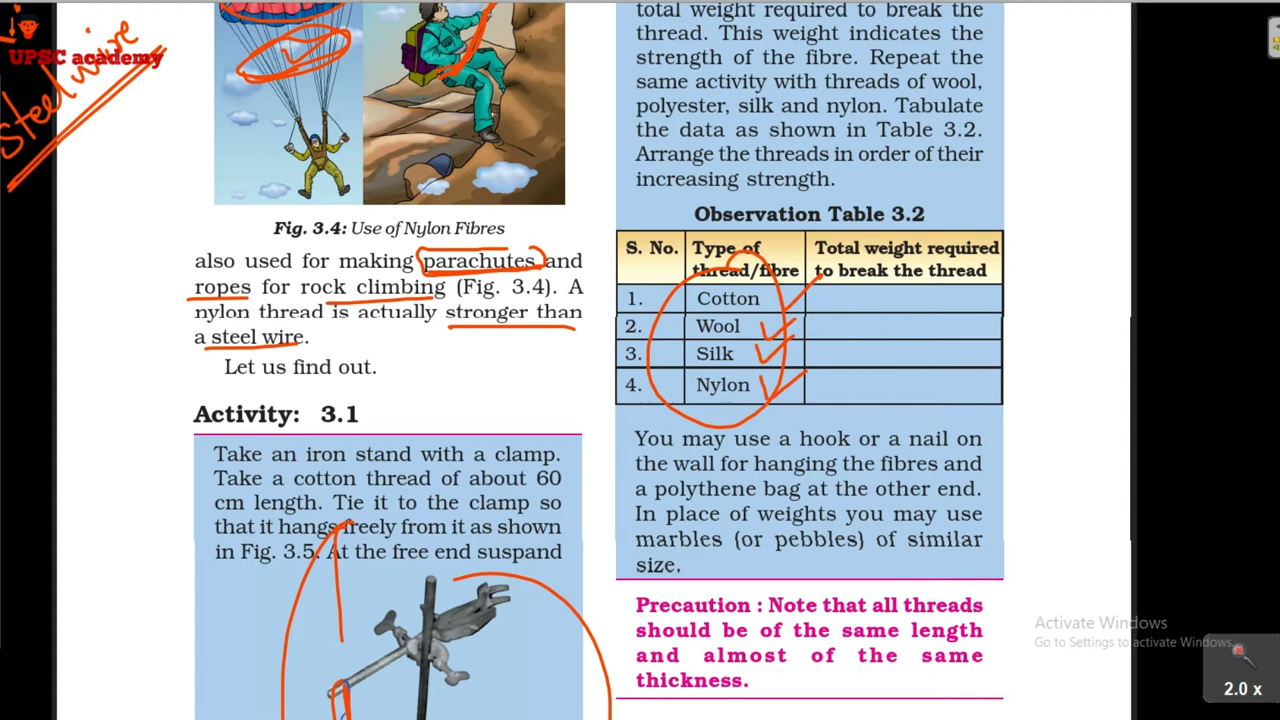 UPSC academy
Steel wire
Fig. 3.4: Use of Nylon Fibres
also used for making parachutes and
ropes for rock climbing (Fig. 3.4). A
nylon thread is actually stronger than
a steel wire.
Let us find out.
Activity: 3.1
Take an iron stand with a clamp.
Take a cotton thread of about 60
cm length. Tie it to the clamp so
that it hangs freely from it as shown
in Fig. 3.5. At the free end suspand
total weight required to break the
thread. This weight indicates the
strength of the fibre. Repeat the
same activity with threads of wool,
polyester, silk and nylon. Tabulate
the data as shown in Table 3.2.
Arrange the threads in order of their
increasing strength.
Observation Table 3.2
S. No. Type of thread/fibre Total weight required to break the thread
1. Cotton
2. Wool
3. Silk
4. Nylon
You may use a hook or a nail on
the wall for hanging the fibres and
a polythene bag at the other end.
In place of weights you may use
marbles (or pebbles) of similar
size.
Precaution : Note that all threads
should be of the same length
and almost of the same
thickness.
Activate Windows
Go to Settings to activate Windows.
2.0 x